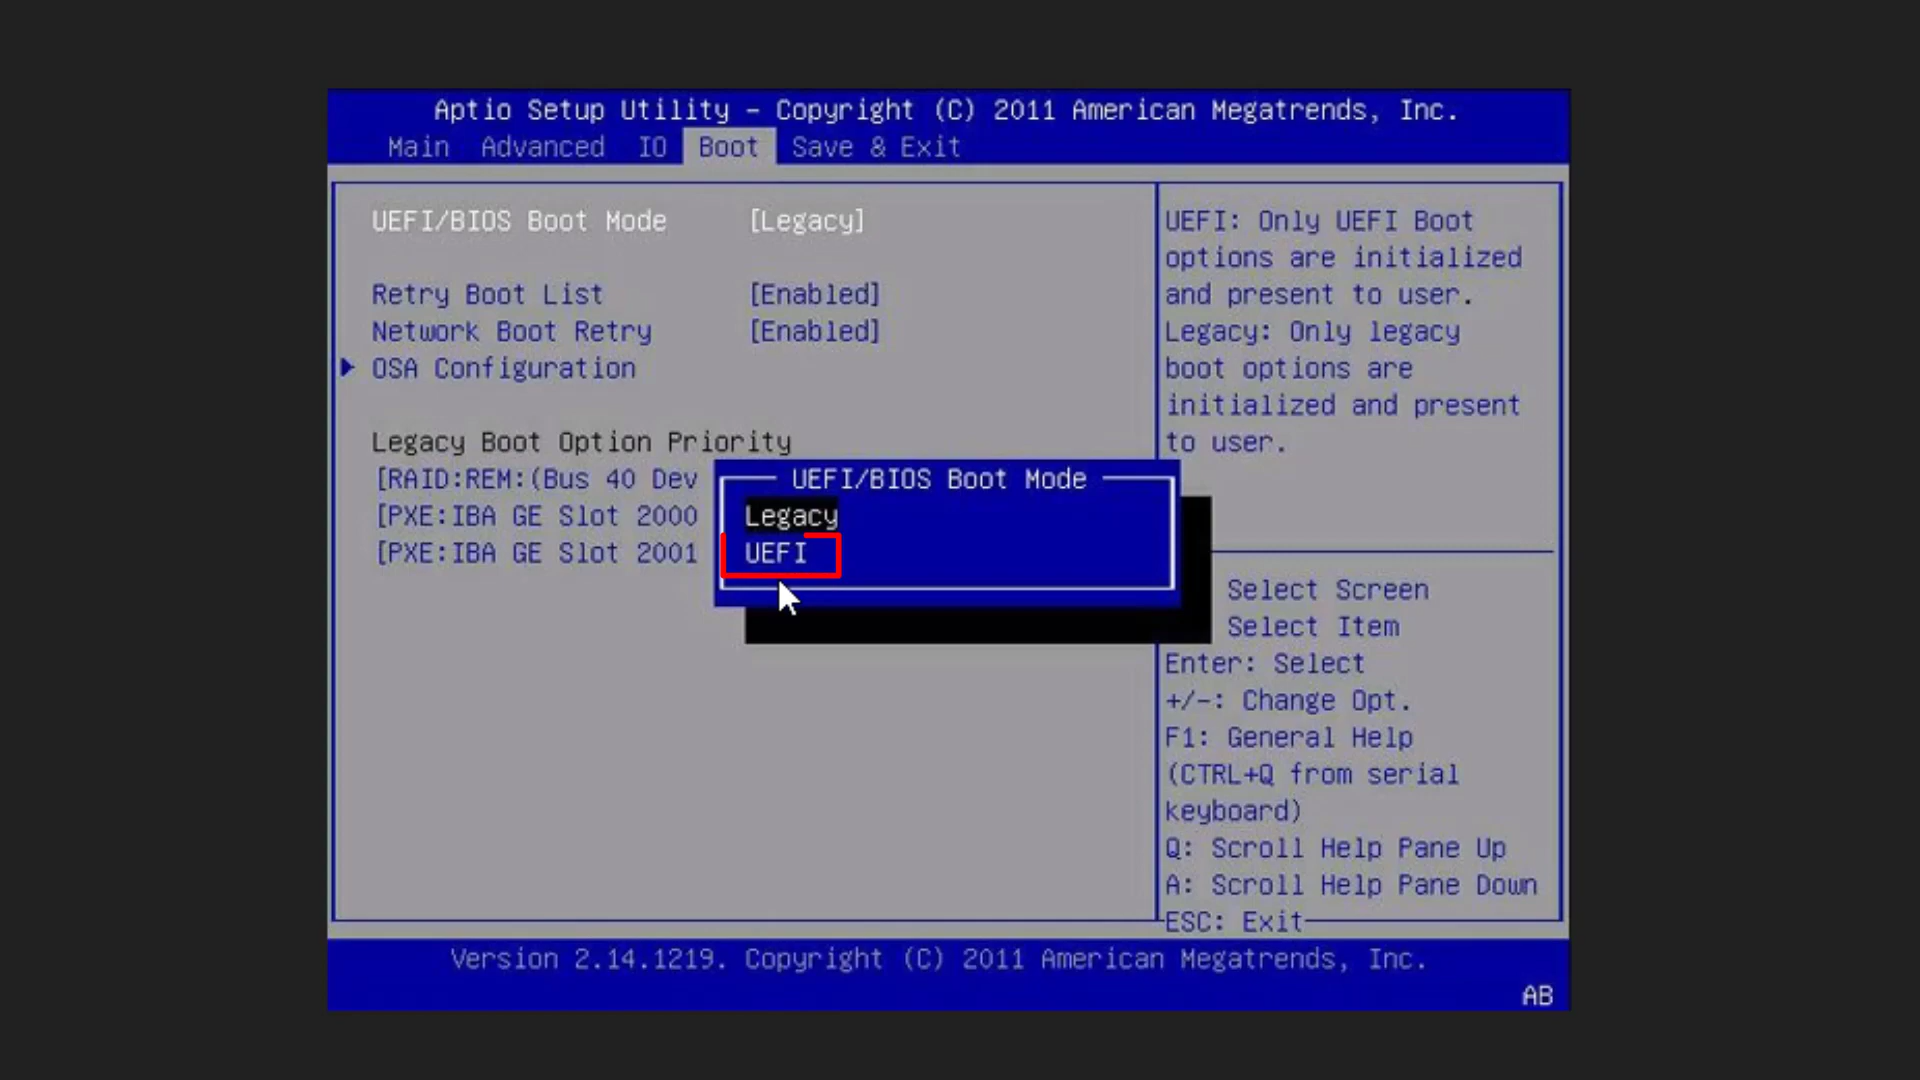 Aptio Setup Utility – Copyright (C) 2011 American Megatrends, Inc.
Main Advanced IO Boot Save & Exit
UEFI/BIOS Boot Mode [Legacy]
Retry Boot List [Enabled]
Network Boot Retry [Enabled]
OSA Configuration
Legacy Boot Option Priority
[RAID:REM:(Bus 40 Dev
[PXE:IBA GE Slot 2000
[PXE:IBA GE Slot 2001
UEFI/BIOS Boot Mode
Legacy
UEFI
UEFI: Only UEFI Boot
options are initialized
and present to user.
Legacy: Only legacy
boot options are
initialized and present
to user.
Select Screen
Select Item
Enter: Select
+/-: Change Opt.
F1: General Help
(CTRL+Q from serial
keyboard)
Q: Scroll Help Pane Up
A: Scroll Help Pane Down
ESC: Exit
Version 2.14.1219. Copyright (C) 2011 American Megatrends, Inc.
AB